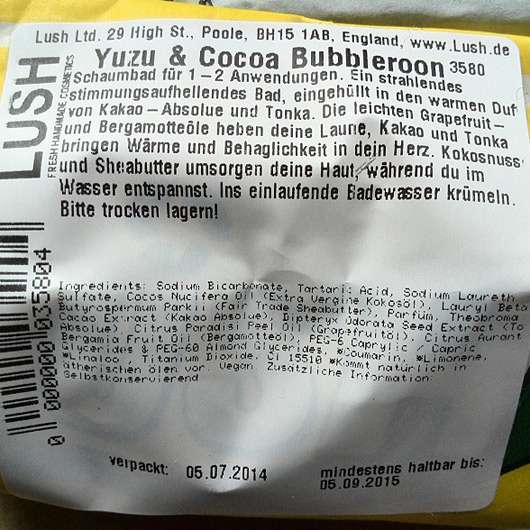 Lush Ltd. 29 High St., Poole, BH15 1AB, England, www.Lush.de
LUSH
FRESH HANDMADE COSMETICS
Yuzu & Cocoa Bubbleroon 3580
Schaumbad für 1–2 Anwendungen. Ein strahlendes
stimmungsaufhellendes Bad, eingehüllt in den warmen Duf
von Kakao–Absolue und Tonka. Die leichten Grapefruit–
und Bergamotteöle heben deine Laune, Kakao und Tonka
bringen Wärme und Behaglichkeit in dein Herz. Kokosnuss
und Sheabutter umsorgen deine Haut, während du im
Wasser entspannst. Ins einlaufende Badewasser krümeln.
Bitte trocken lagern!
0 000000 035804
Ingredients: Sodium Bicarbonate, Tartaric Acid, Sodium Laureth
Sulfate, Cocos Nucifera Oil (Extra Vergine Kokosöl), Lauryl Beta
Butyrospermum Parkii (Fair Trade Sheabutter), Parfüm, Theobroma
Cacao Extract (Kakao Absolue), Dipteryx Odorata Seed Extract (To
Absolue), Citrus Paradisi Peel Oil (Grapefruitöl), Citrus Aurant
Bergamia Fruit Oil (Bergamotteöl), PEG-6 Caprylic / Capric
Glycerides & PEG-60 Almond Glycerides, *Coumarin, *Limonene,
*Linalool, Titanium Dioxide, CI 15510 *Kommt natürlich in
ätherischen ölen vor. Vegan Zusätzliche Information:
Selbstkonservierend
verpackt: 05.07.2014
mindestens haltbar bis:
05.09.2015